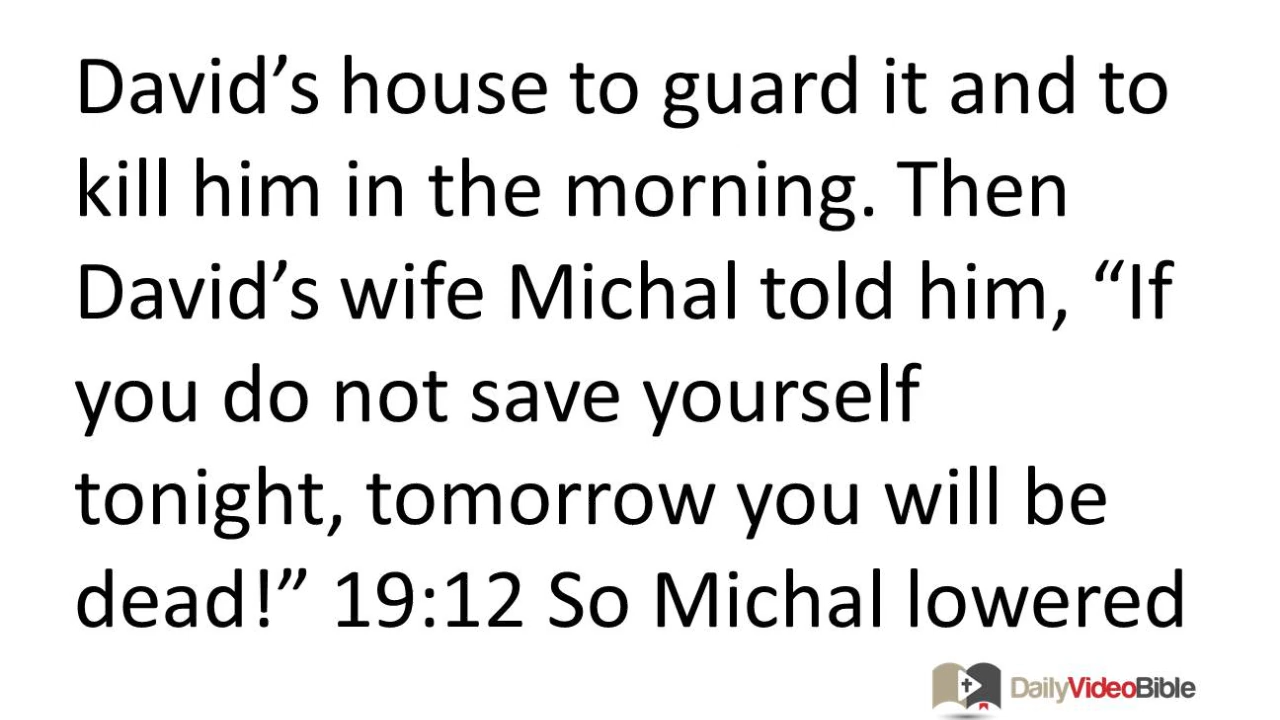 David’s house to guard it and to
kill him in the morning. Then
David’s wife Michal told him, “If
you do not save yourself
tonight, tomorrow you will be
dead!” 19:12 So Michal lowered
DailyVideoBible